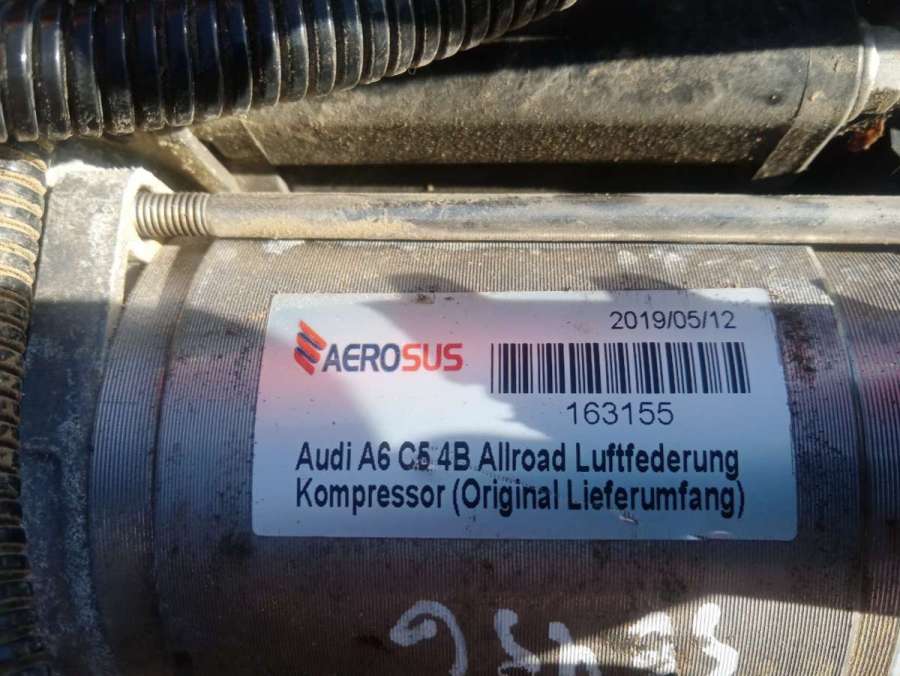 2019/05/12
AEROSUS
163155
Audi A6 C5 4B Allroad Luftfederung
Kompressor (Original Lieferumfang)